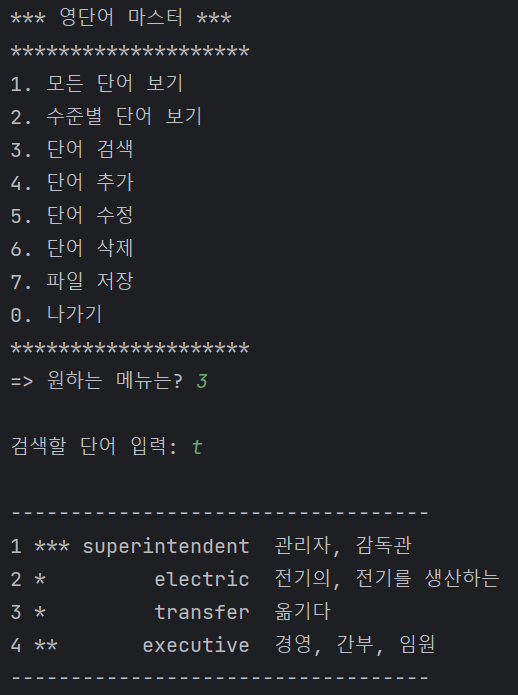 *** 영단어 마스터 ***
********************
1. 모든 단어 보기
2. 수준별 단어 보기
3. 단어 검색
4. 단어 추가
5. 단어 수정
6. 단어 삭제
7. 파일 저장
0. 나가기
********************
=> 원하는 메뉴는? 3
검색할 단어 입력: t
-----------------------------------
1 *** superintendent  관리자, 감독관
2 *         electric  전기의, 전기를 생산하는
3 *         transfer  옮기다
4 **       executive  경영, 간부, 임원
-----------------------------------